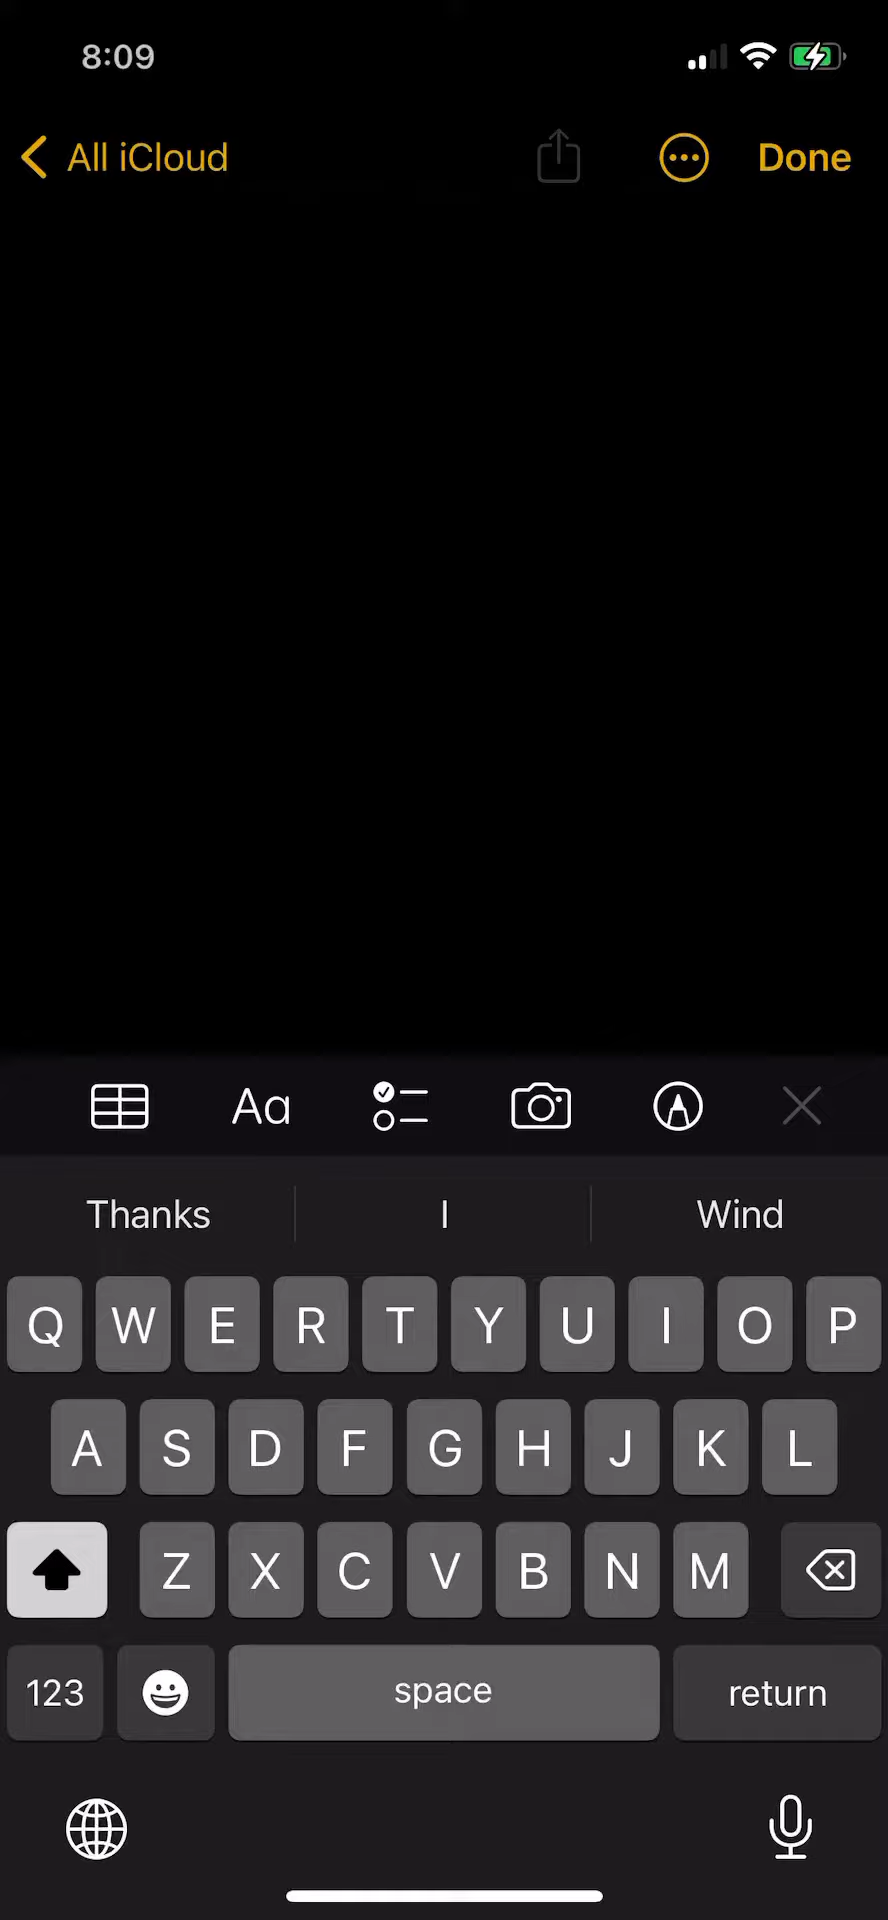 8:09
All iCloud Done
Aa
Thanks I Wind
Q W E R T Y U I O P
A S D F G H J K L
Z X C V B N M
123 space return